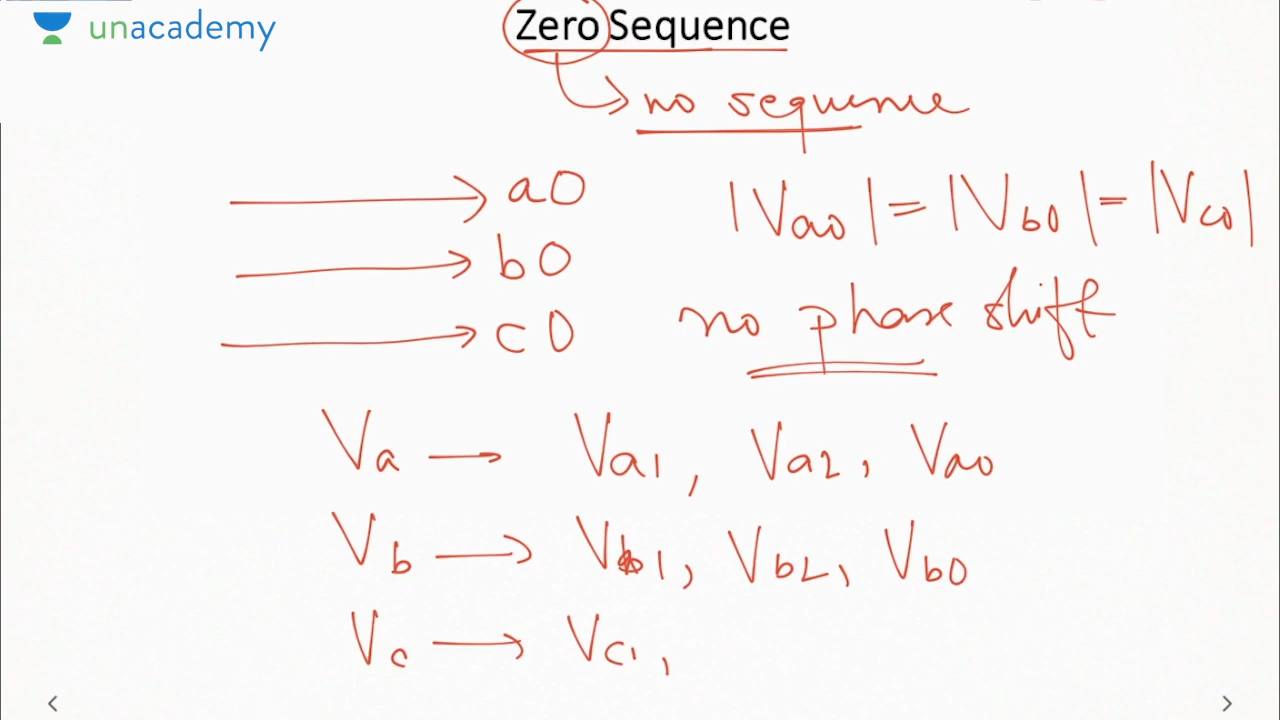 unacademy
Zero Sequence
no sequence
a0
|Va0| = |Vb0| = |Vc0|
b0
c0
no phase shift
Va → Va1, Va2, Va0
Vb → Vb1, Vb2, Vb0
Vc → Vc1,